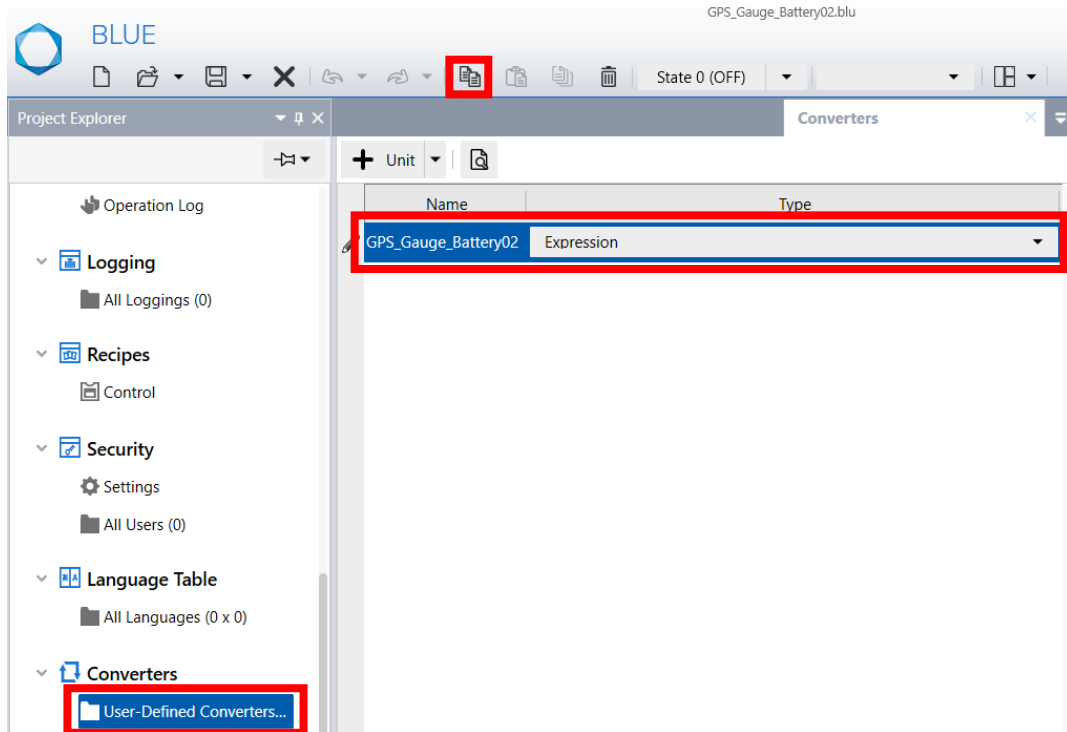 GPS_Gauge_Battery02.blu
BLUE
State 0 (OFF)
Project Explorer
Converters
Unit
Operation Log
Name Type
GPS_Gauge_Battery02 Expression
Logging
All Loggings (0)
Recipes
Control
Security
Settings
All Users (0)
Language Table
All Languages (0 x 0)
Converters
User-Defined Converters...